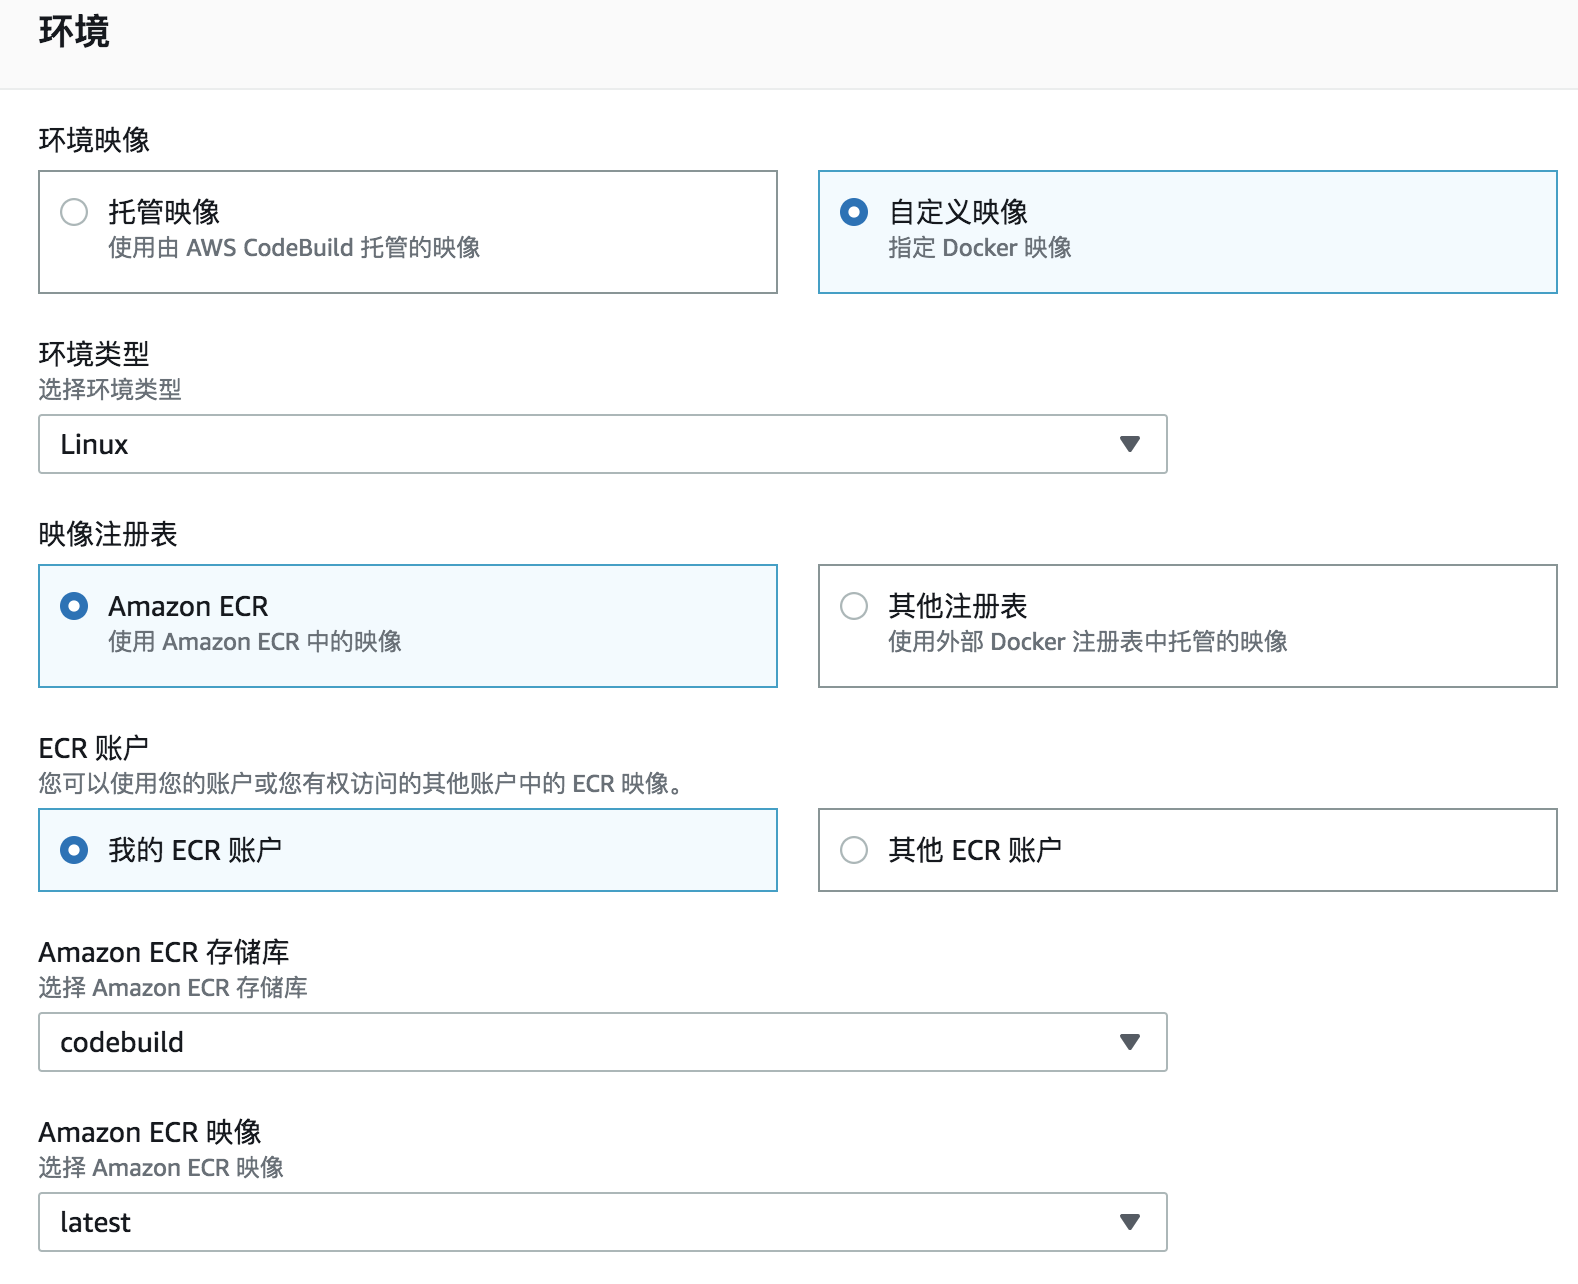 环境
环境映像
托管映像
使用由 AWS CodeBuild 托管的映像
自定义映像
指定 Docker 映像
环境类型
选择环境类型
Linux
映像注册表
Amazon ECR
使用 Amazon ECR 中的映像
其他注册表
使用外部 Docker 注册表中托管的映像
ECR 账户
您可以使用您的账户或您有权访问的其他账户中的 ECR 映像。
我的 ECR 账户
其他 ECR 账户
Amazon ECR 存储库
选择 Amazon ECR 存储库
codebuild
Amazon ECR 映像
选择 Amazon ECR 映像
latest